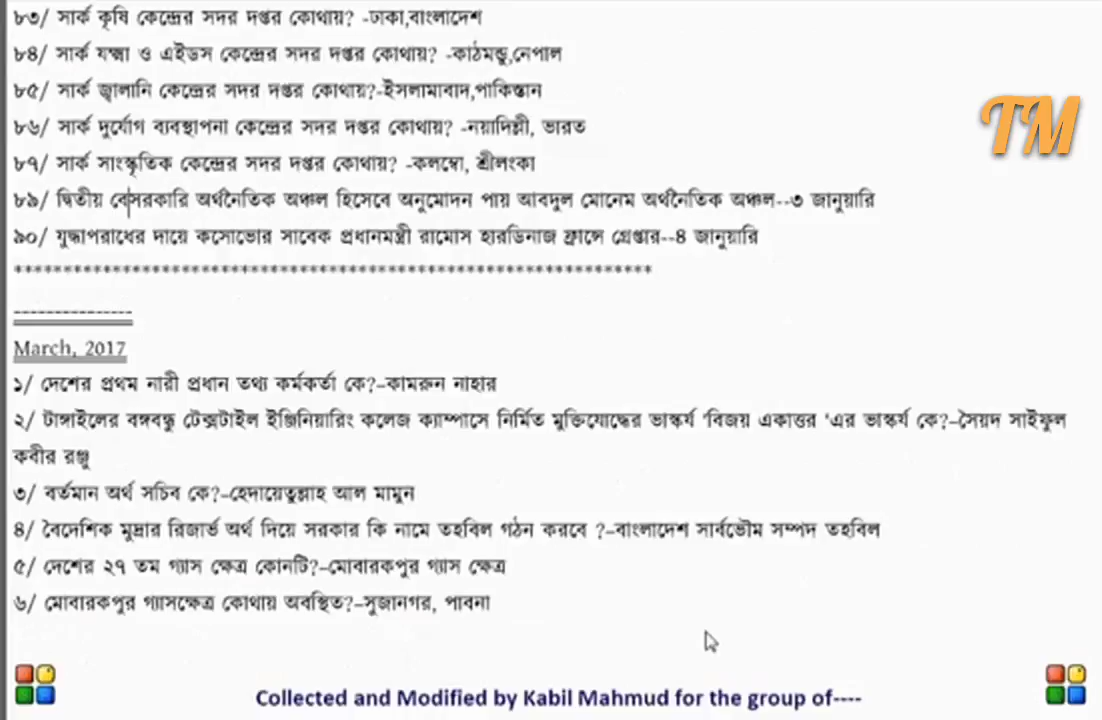 ৮৩/ সার্ক কৃষি কেন্দ্রের সদর দপ্তর কোথায়? -ঢাকা,বাংলাদেশ
৮৪/ সার্ক যক্ষ্মা ও এইডস কেন্দ্রের সদর দপ্তর কোথায়? -কাঠমন্ডু,নেপাল
৮৫/ সার্ক জ্বালানি কেন্দ্রের সদর দপ্তর কোথায়?-ইসলামাবাদ,পাকিস্তান
৮৬/ সার্ক দুর্যোগ ব্যবস্থাপনা কেন্দ্রের সদর দপ্তর কোথায়? -নয়াদিল্লী, ভারত
৮৭/ সার্ক সাংস্কৃতিক কেন্দ্রের সদর দপ্তর কোথায়? -কলম্বো, শ্রীলংকা
৮৯/ দ্বিতীয় বেসরকারি অর্থনৈতিক অঞ্চল হিসেবে অনুমোদন পায় আবদুল মোনেম অর্থনৈতিক অঞ্চল--৩ জানুয়ারি
৯০/ যুদ্ধাপরাধের দায়ে কসোভোর সাবেক প্রধানমন্ত্রী রামোস হারডিনাজ ফ্রান্সে গ্রেপ্তার--৪ জানুয়ারি
*****************************************************************
---------------
March, 2017
১/ দেশের প্রথম নারী প্রধান তথ্য কর্মকর্তা কে?–কামরুন নাহার
২/ টাঙ্গাইলের বঙ্গবন্ধু টেক্সটাইল ইঞ্জিনিয়ারিং কলেজ ক্যাম্পাসে নির্মিত মুক্তিযোদ্ধের ভাস্কর্য ‘বিজয় একাত্তর ‘এর ভাস্কর্য কে?–সৈয়দ সাইফুল
কবীর রঞ্জু
৩/ বর্তমান অর্থ সচিব কে?–হেদায়েতুল্লাহ আল মামুন
৪/ বৈদেশিক মুদ্রার রিজার্ভ অর্থ দিয়ে সরকার কি নামে তহবিল গঠন করবে ?–বাংলাদেশ সার্বভৌম সম্পদ তহবিল
৫/ দেশের ২৭ তম গ্যাস ক্ষেত্র কোনটি?–মোবারকপুর গ্যাস ক্ষেত্র
৬/ মোবারকপুর গ্যাসক্ষেত্র কোথায় অবস্থিত?–সুজানগর, পাবনা
Collected and Modified by Kabil Mahmud for the group of----
TM